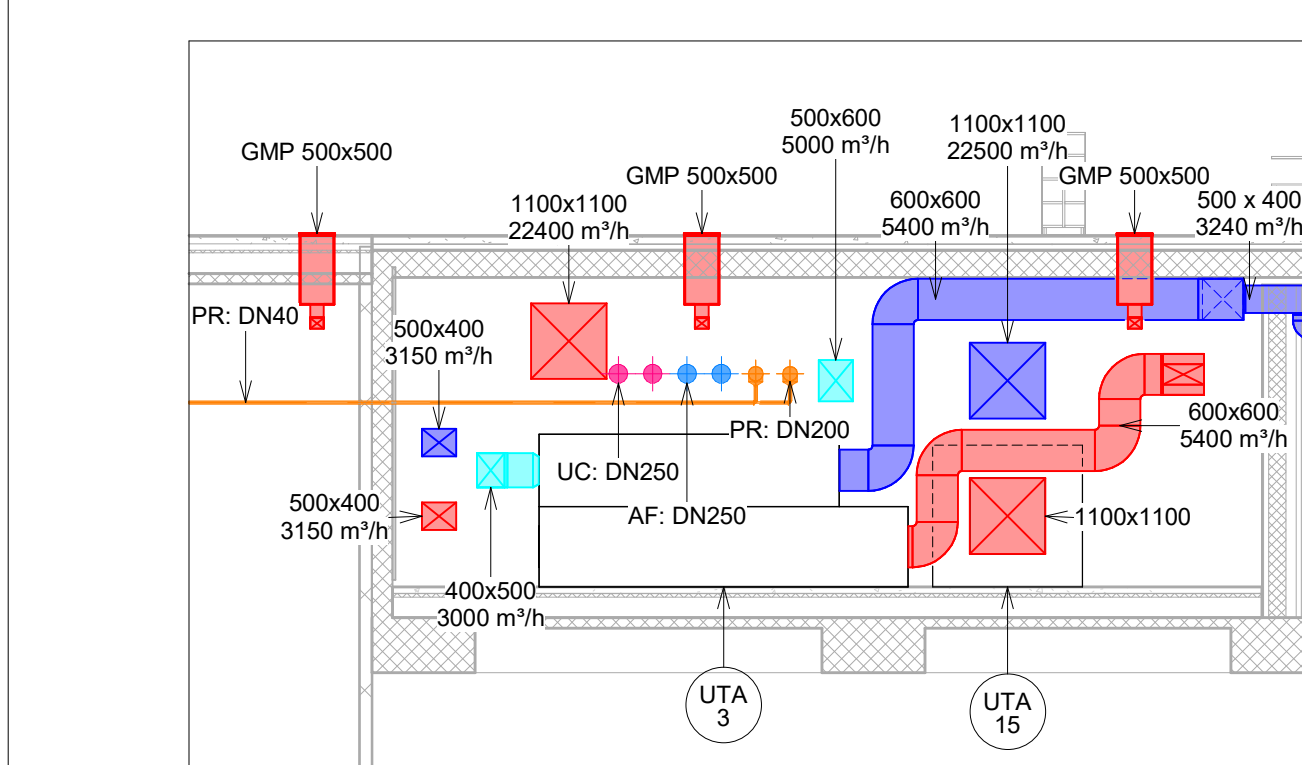 500x600
5000 m³/h
1100x1100
22500 m³/h
GMP 500x500
GMP 500x500
GMP 500x500
1100x1100
22400 m³/h
600x600
5400 m³/h
500 x 400
3240 m³/h
PR: DN40
500x400
3150 m³/h
PR: DN200
600x600
5400 m³/h
UC: DN250
500x400
3150 m³/h
AF: DN250
1100x1100
400x500
3000 m³/h
UTA
3
UTA
15